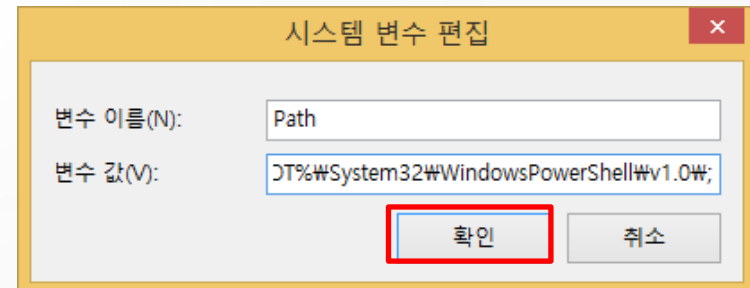 시스템 변수 편집
변수 이름(N): Path
변수 값(V): OT%₩System32₩WindowsPowerShell₩v1.0₩;
확인 취소